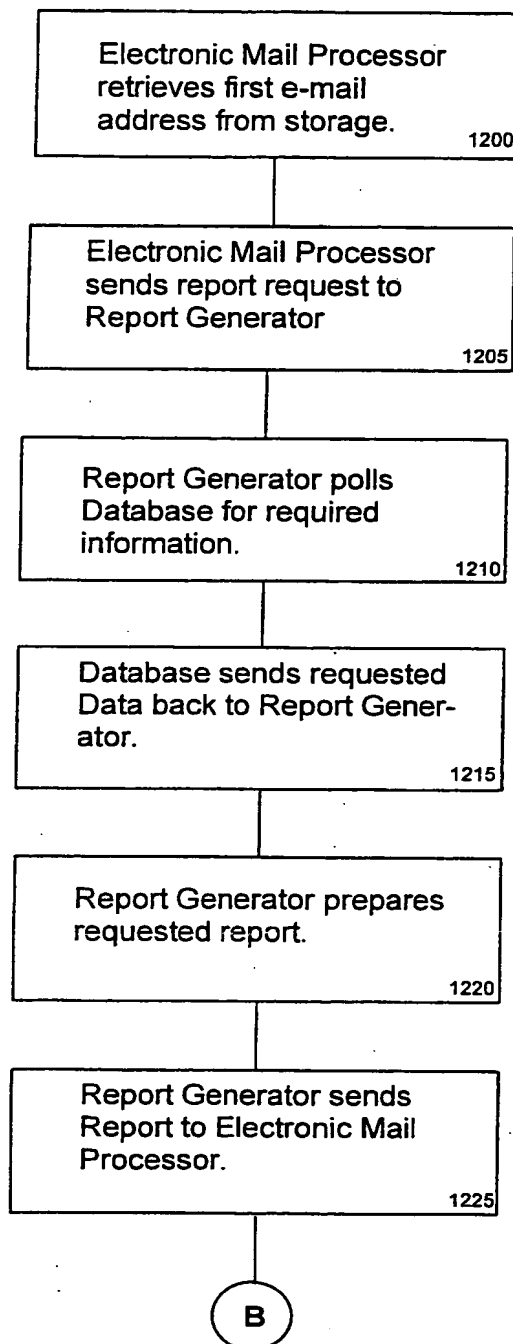 Electronic Mail Processor
retrieves first e-mail
address from storage.
1200
Electronic Mail Processor
sends report request to
Report Generator
1205
Report Generator polls
Database for required
information.
1210
Database sends requested
Data back to Report Gener-
ator.
1215
Report Generator prepares
requested report.
1220
Report Generator sends
Report to Electronic Mail
Processor.
1225
B